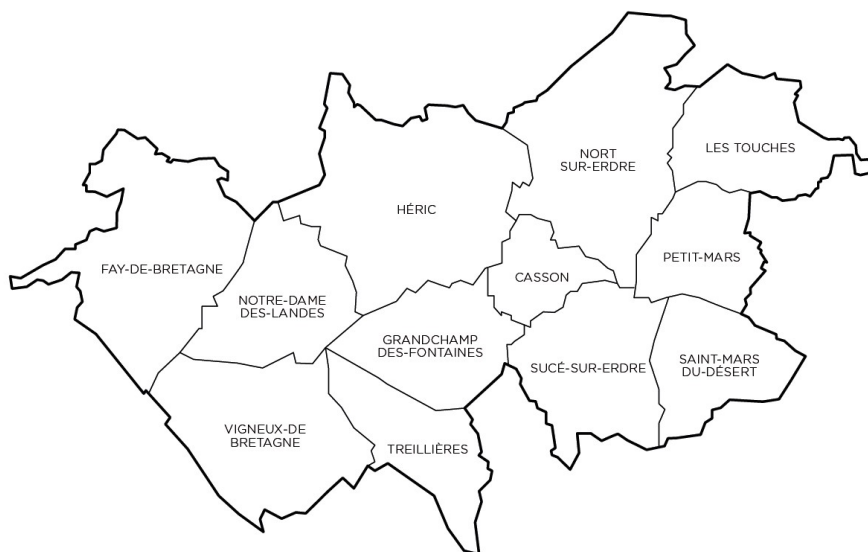 NORT
SUR-ERDRE
LES TOUCHES
HÉRIC
FAY-DE-BRETAGNE
NOTRE-DAME
DES-LANDES
CASSON
PETIT-MARS
GRANDCHAMP
DES-FONTAINES
SUCÉ-SUR-ERDRE
SAINT-MARS
DU-DÉSERT
VIGNEUX-DE
BRETAGNE
TREILLIÈRES